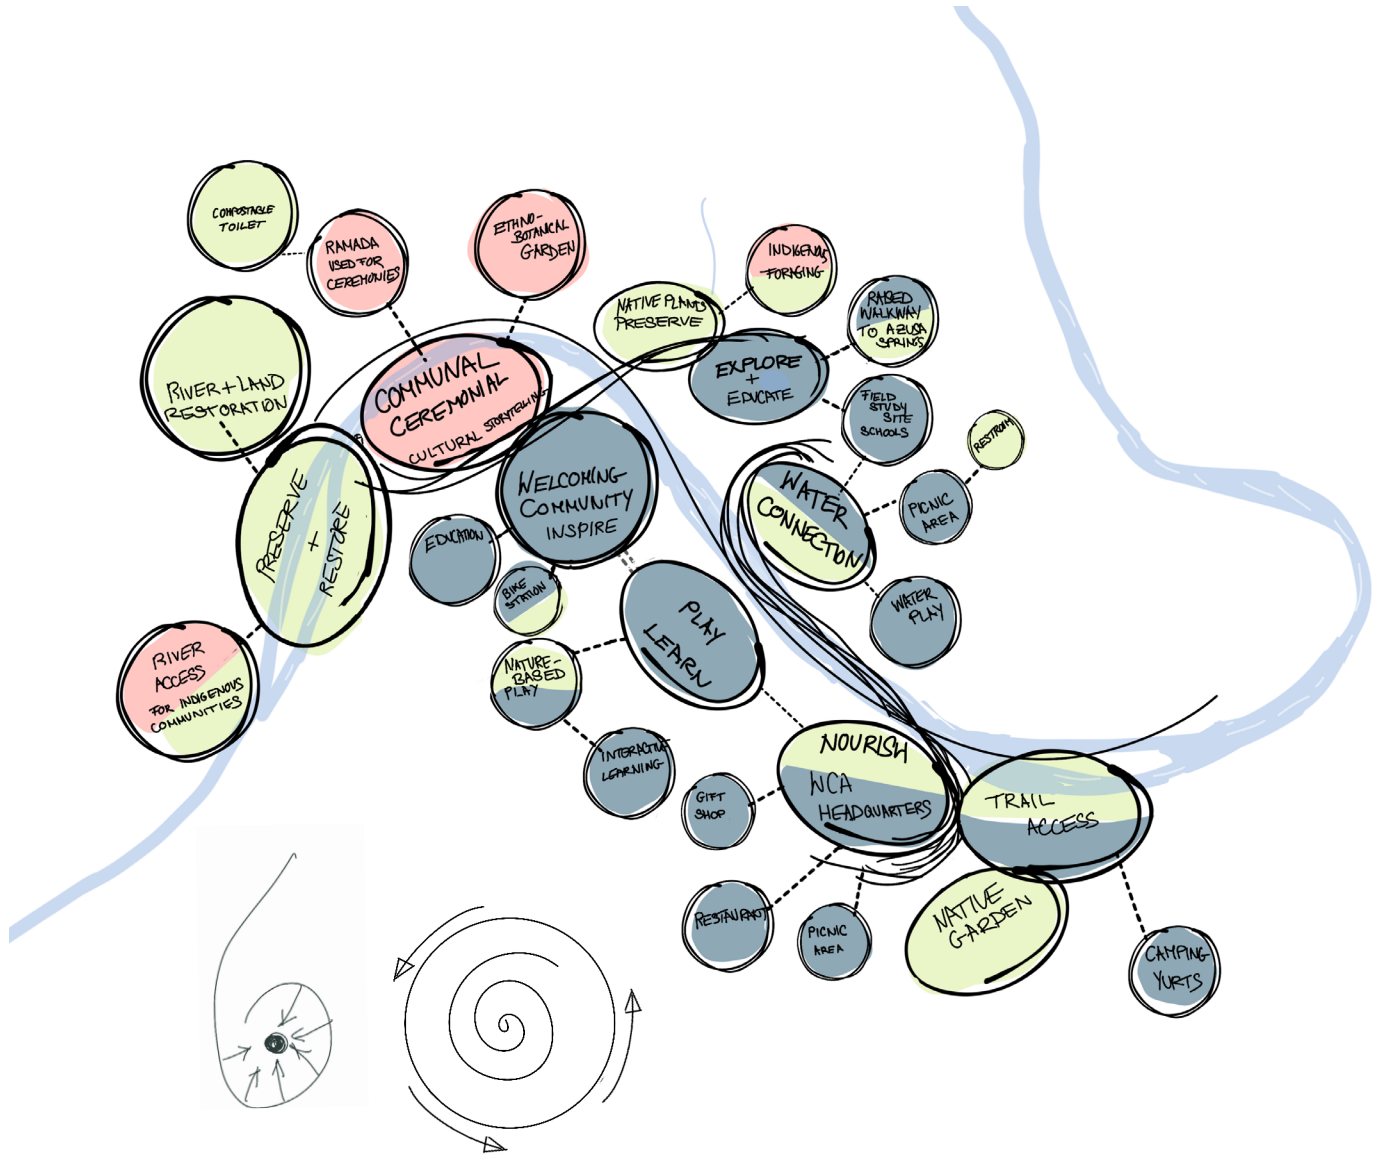 COMPOSTABLE
TOILET
RAMADA
USED FOR
CEREMONIES
ETHNO-
BOTANICAL
GARDEN
INDIGENOUS
FORAGING
NATIVE PLANTS
PRESERVE
RAISED
WALKWAY
TO AZUSA
SPRINGS
RIVER + LAND
RESTORATION
COMMUNAL
CEREMONIAL
CULTURAL STORYTELLING
EXPLORE
+
EDUCATE
FIELD
STUDY
SITE
SCHOOLS
RESTROOM
PRESERVE
+
RESTORE
WELCOMING
COMMUNITY
INSPIRE
WATER
CONNECTION
PICNIC
AREA
EDUCATION
BIKE
STATION
WATER
PLAY
PLAY
LEARN
RIVER
ACCESS
FOR INDIGENOUS
COMMUNITIES
NATURE-
BASED
PLAY
INTERACTIVE
LEARNING
NOURISH
WCA
HEADQUARTERS
GIFT
SHOP
TRAIL
ACCESS
RESTAURANT
PICNIC
AREA
NATIVE
GARDEN
CAMPING
YURTS